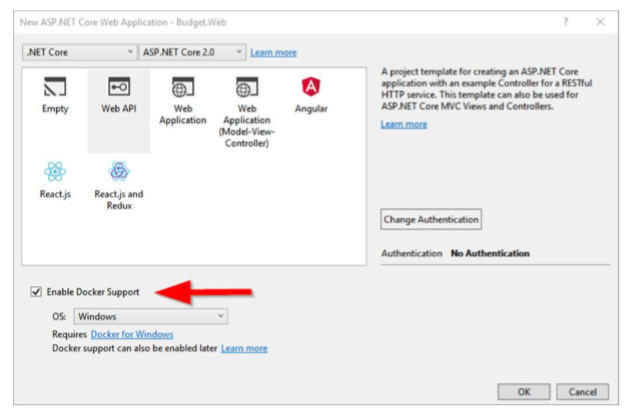 New ASP.NET Core Web Application - Budget.Web
.NET Core
ASP.NET Core 2.0
Learn more
Empty
Web API
Web
Application
Web
Application
(Model-View-
Controller)
Angular
React.js
React.js and
Redux
A project template for creating an ASP.NET Core
application with an example Controller for a RESTful
HTTP service. This template can also be used for
ASP.NET Core MVC Views and Controllers.
Learn more
Change Authentication
Authentication No Authentication
Enable Docker Support
OS: Windows
Requires Docker for Windows
Docker support can also be enabled later Learn more
OK
Cancel